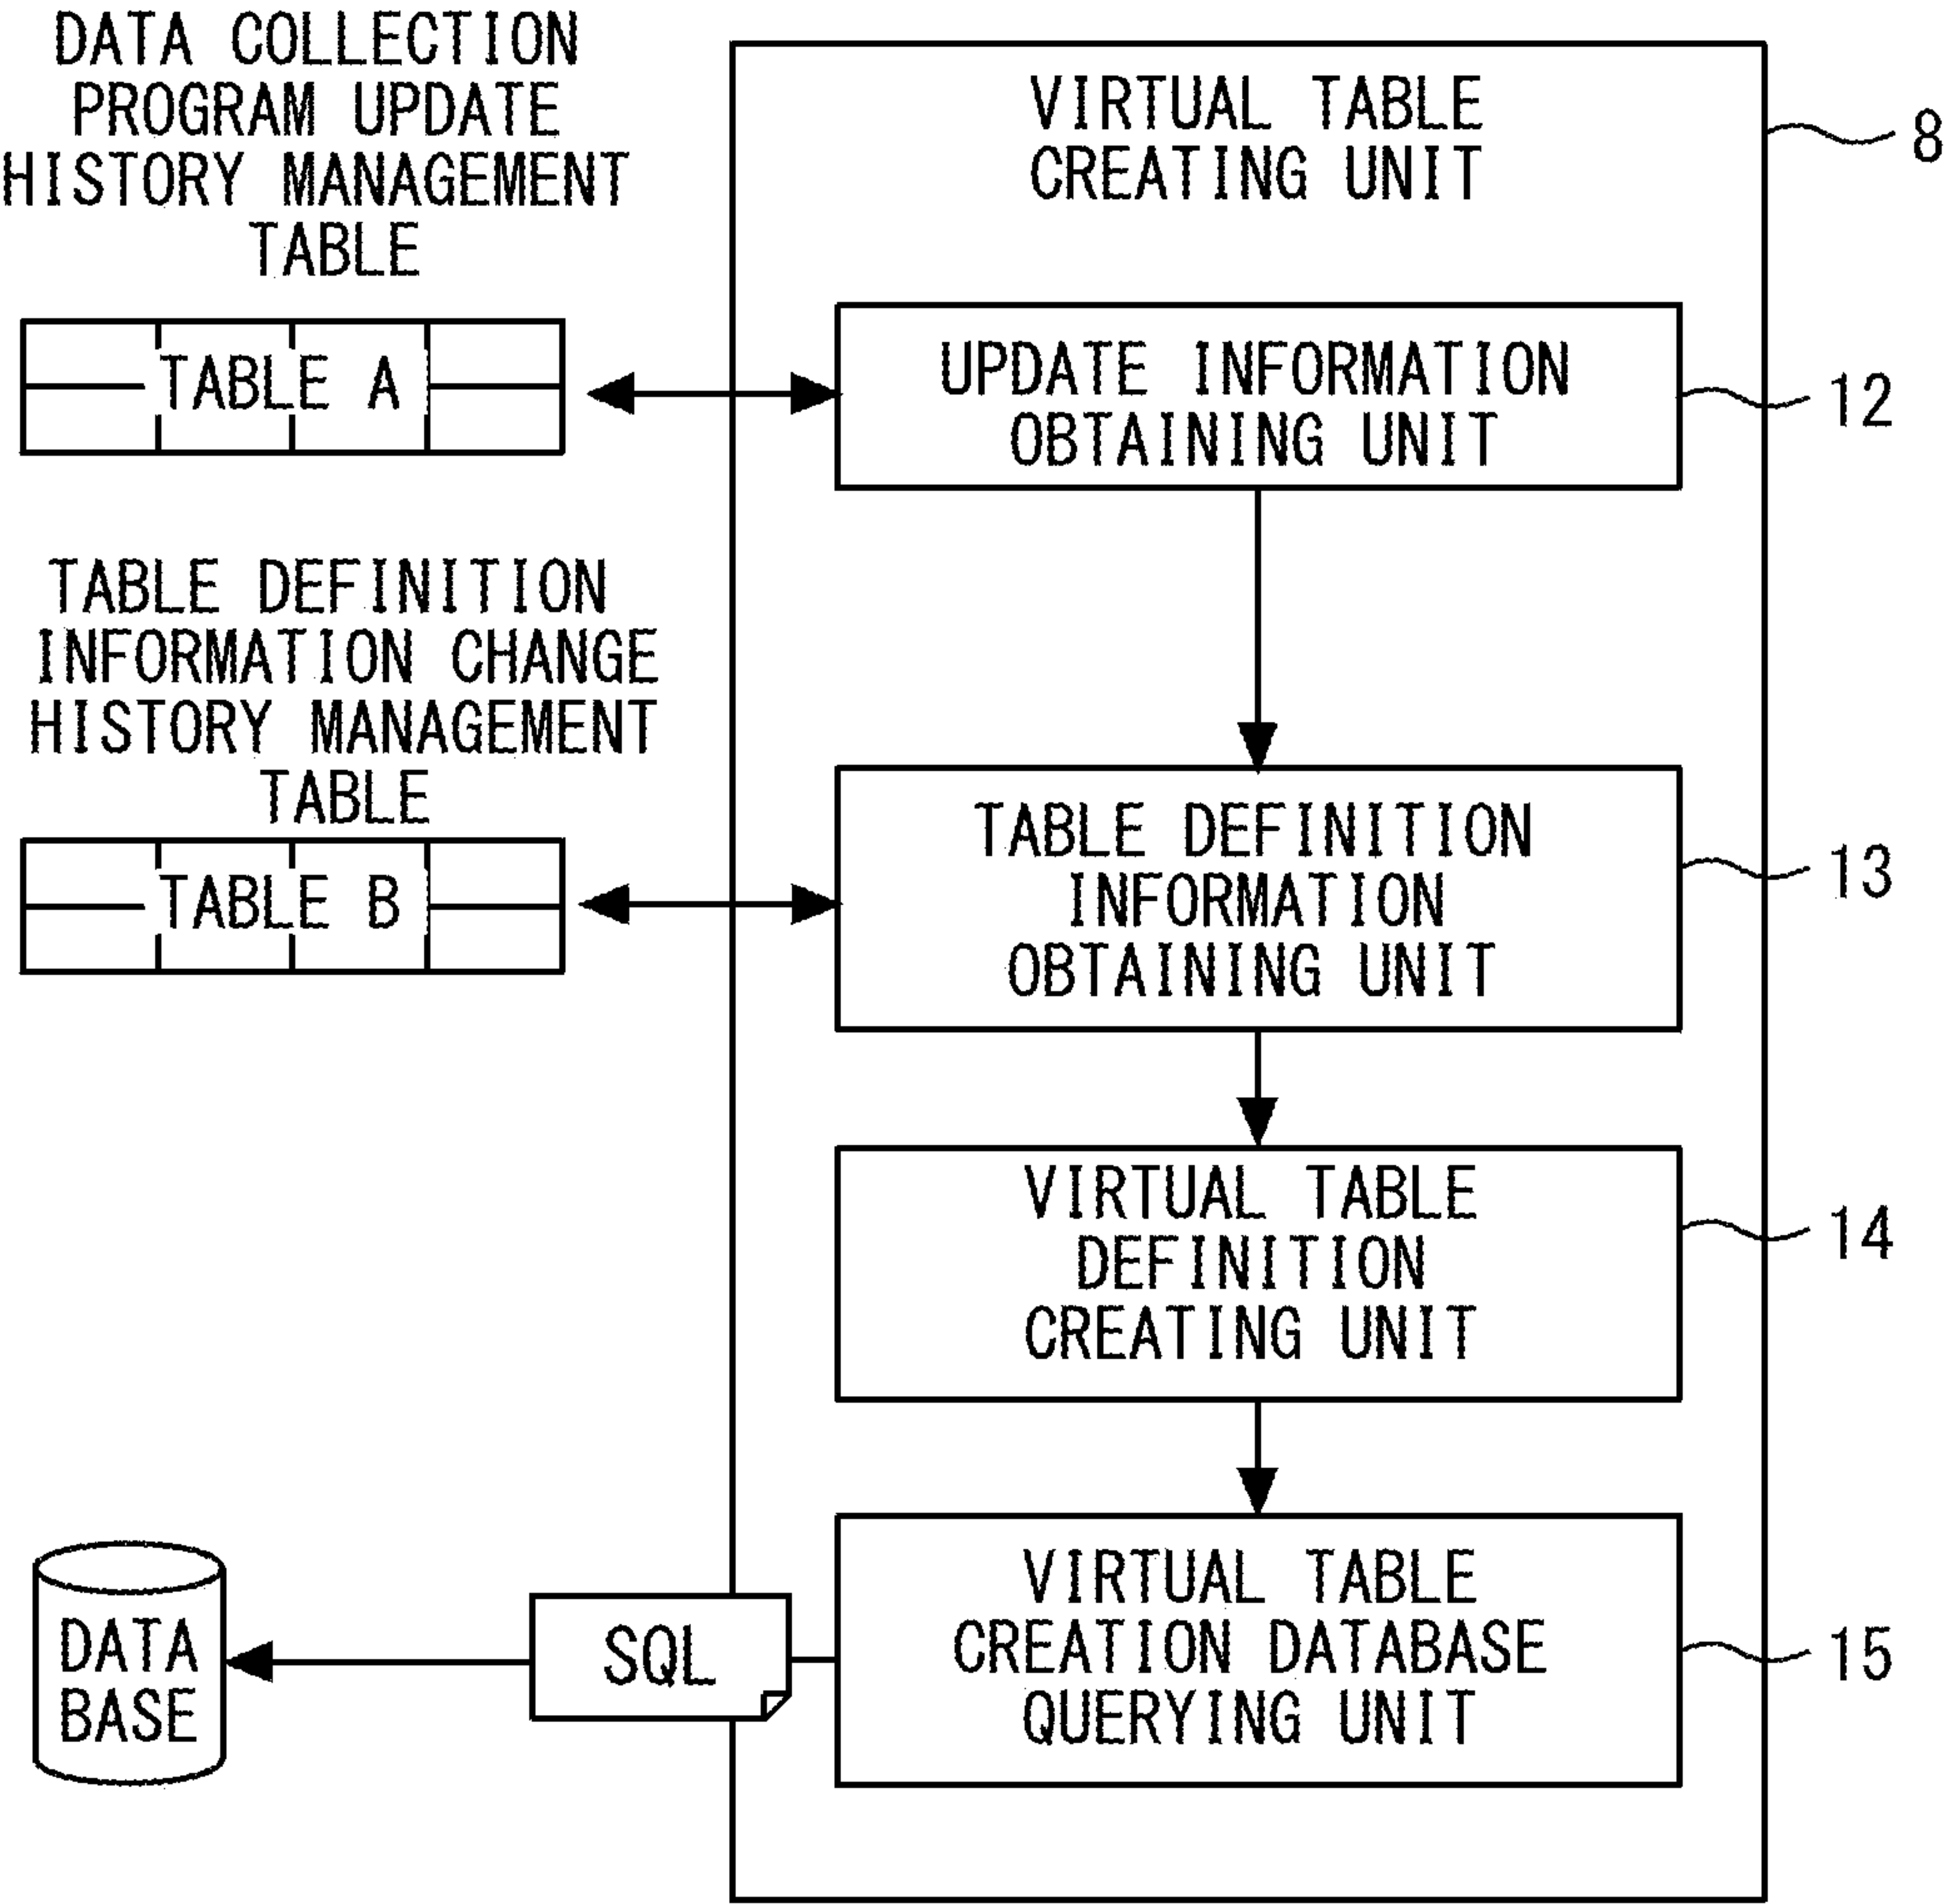 DATA COLLECTION
PROGRAM UPDATE
HISTORY MANAGEMENT
TABLE
TABLE A
TABLE DEFINITION
INFORMATION CHANGE
HISTORY MANAGEMENT
TABLE
TABLE B
DATA
BASE
SQL
VIRTUAL TABLE
CREATING UNIT
8
UPDATE INFORMATION
OBTAINING UNIT
12
TABLE DEFINITION
INFORMATION
OBTAINING UNIT
13
VIRTUAL TABLE
DEFINITION
CREATING UNIT
14
VIRTUAL TABLE
CREATION DATABASE
QUERYING UNIT
15